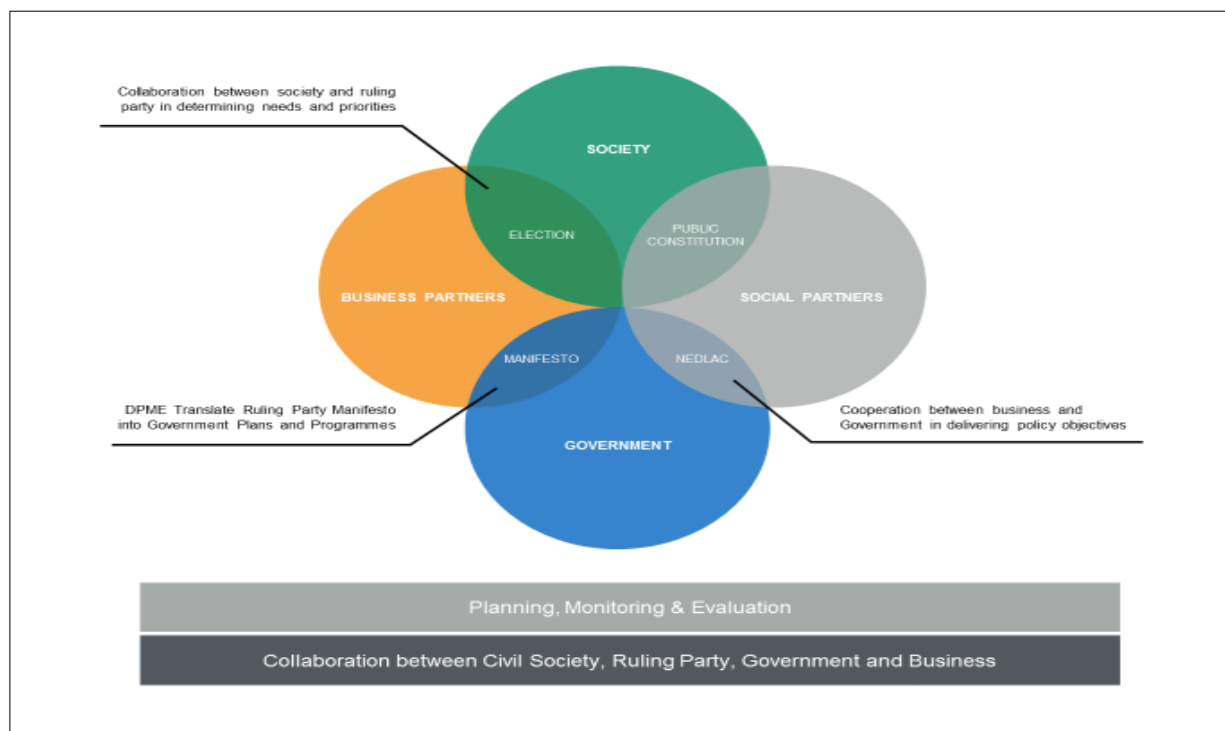 Collaboration between society and ruling
party in determining needs and priorities
SOCIETY
ELECTION
PUBLIC
CONSTITUTION
BUSINESS PARTNERS
SOCIAL PARTNERS
MANIFESTO
NEDLAC
DPME Translate Ruling Party Manifesto
into Government Plans and Programmes
Cooperation between business and
Government in delivering policy objectives
GOVERNMENT
Planning, Monitoring & Evaluation
Collaboration between Civil Society, Ruling Party, Government and Business